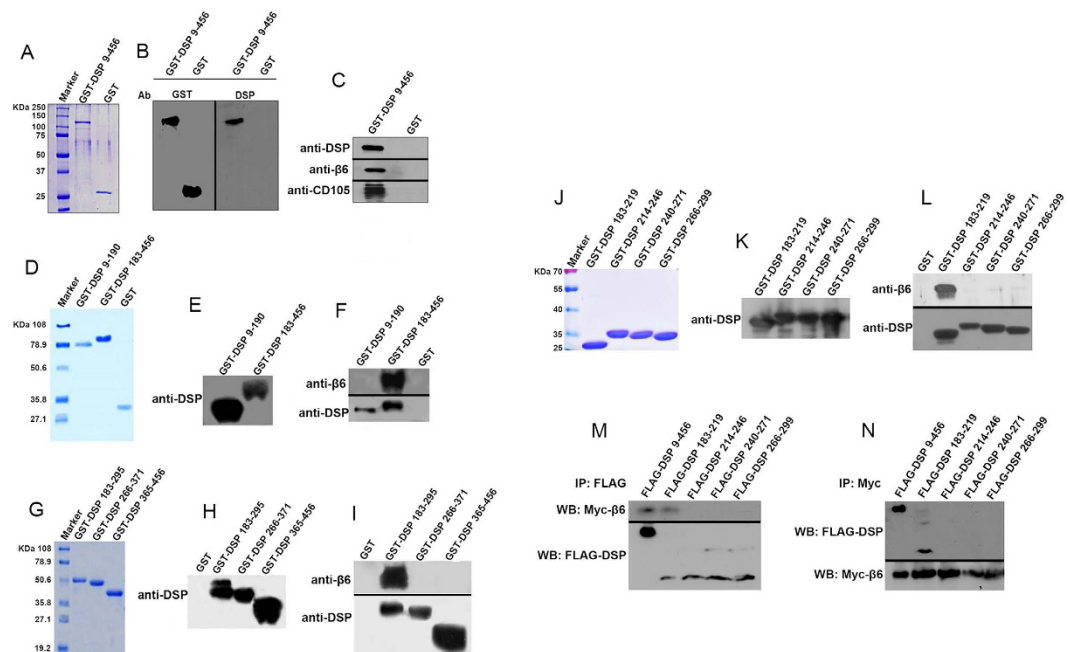 A
Marker
GST-DSP 9-456
GST
KDa 250
150
100
75
50
37
25
B
GST-DSP 9-456
GST
GST-DSP 9-456
GST
Ab GST DSP
C
GST-DSP 9-456
GST
anti-DSP
anti-β6
anti-CD105
D
Marker
GST-DSP 9-190
GST-DSP 183-456
GST
KDa 108
78.9
50.6
35.8
27.1
E
GST-DSP 9-190
GST-DSP 183-456
anti-DSP
F
GST-DSP 9-190
GST-DSP 183-456
GST
anti-β6
anti-DSP
G
Marker
GST-DSP 183-295
GST-DSP 266-371
GST-DSP 365-456
KDa 108
78.9
50.6
35.8
27.1
19.2
H
GST
GST-DSP 183-295
GST-DSP 266-371
GST-DSP 365-456
anti-DSP
I
GST
GST-DSP 183-295
GST-DSP 266-371
GST-DSP 365-456
anti-β6
anti-DSP
J
Marker
GST-DSP 183-219
GST-DSP 214-246
GST-DSP 240-271
GST-DSP 266-299
KDa 70
55
40
35
25
K
GST-DSP 183-219
GST-DSP 214-246
GST-DSP 240-271
GST-DSP 266-299
anti-DSP
L
GST
GST-DSP 183-219
GST-DSP 214-246
GST-DSP 240-271
GST-DSP 266-299
anti-β6
anti-DSP
M
FLAG-DSP 9-456
FLAG-DSP 183-219
FLAG-DSP 214-246
FLAG-DSP 240-271
FLAG-DSP 266-299
IP: FLAG
WB: Myc-β6
WB: FLAG-DSP
N
FLAG-DSP 9-456
FLAG-DSP 183-219
FLAG-DSP 214-246
FLAG-DSP 240-271
FLAG-DSP 266-299
IP: Myc
WB: FLAG-DSP
WB: Myc-β6